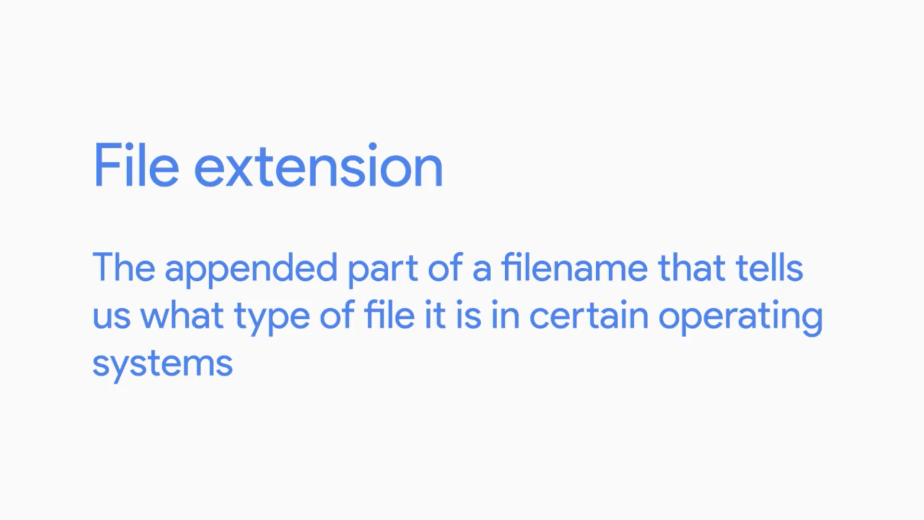 File extension
The appended part of a filename that tells
us what type of file it is in certain operating
systems